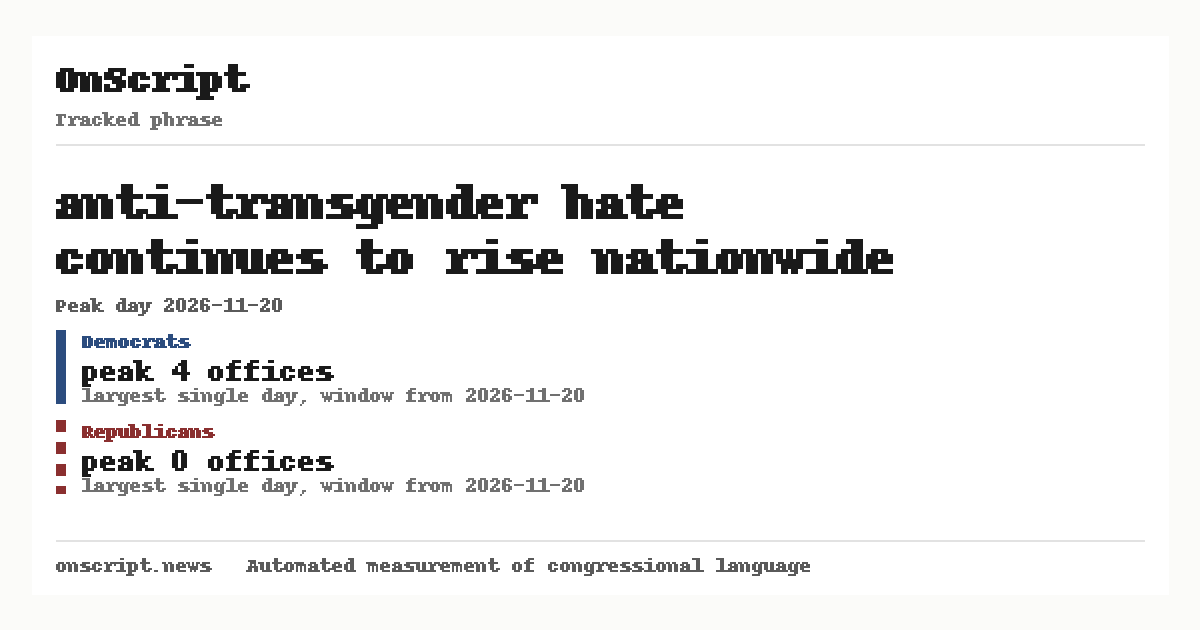 OnScript
Tracked phrase
anti-transgender hate
continues to rise nationwide
Peak day 2026-11-20
Democrats
peak 4 offices
largest single day, window from 2026-11-20
Republicans
peak 0 offices
largest single day, window from 2026-11-20
onscript.news Automated measurement of congressional language